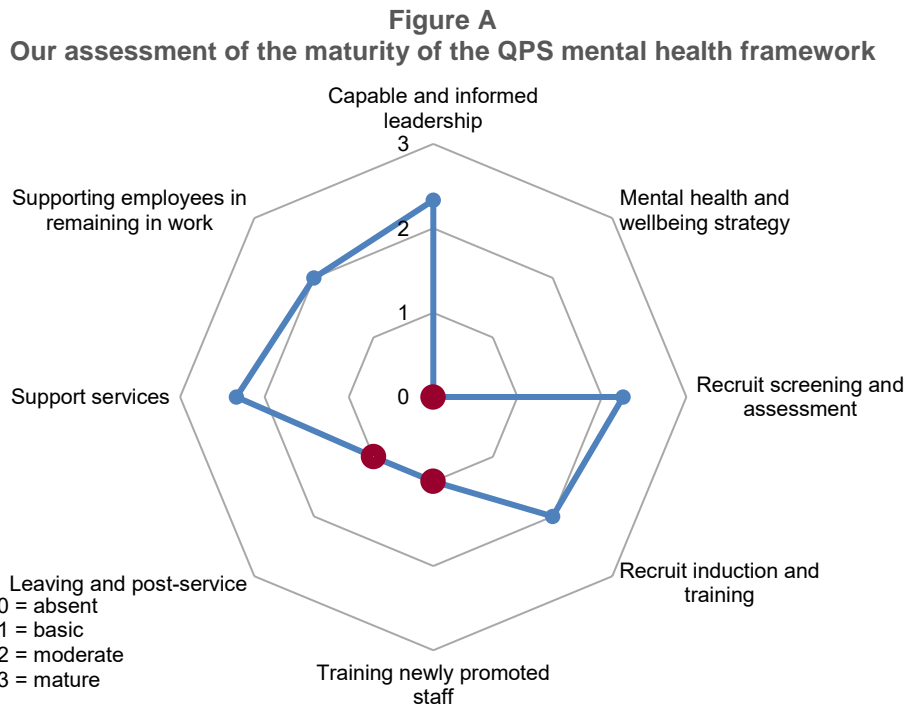 Figure A
Our assessment of the maturity of the QPS mental health framework
Capable and informed
leadership
3
Supporting employees in
remaining in work
Mental health and
wellbeing strategy
2
1
Support services
0
Recruit screening and
assessment
Leaving and post-service
Recruit induction and
training
0 = absent
1 = basic
2 = moderate
3 = mature
Training newly promoted
staff